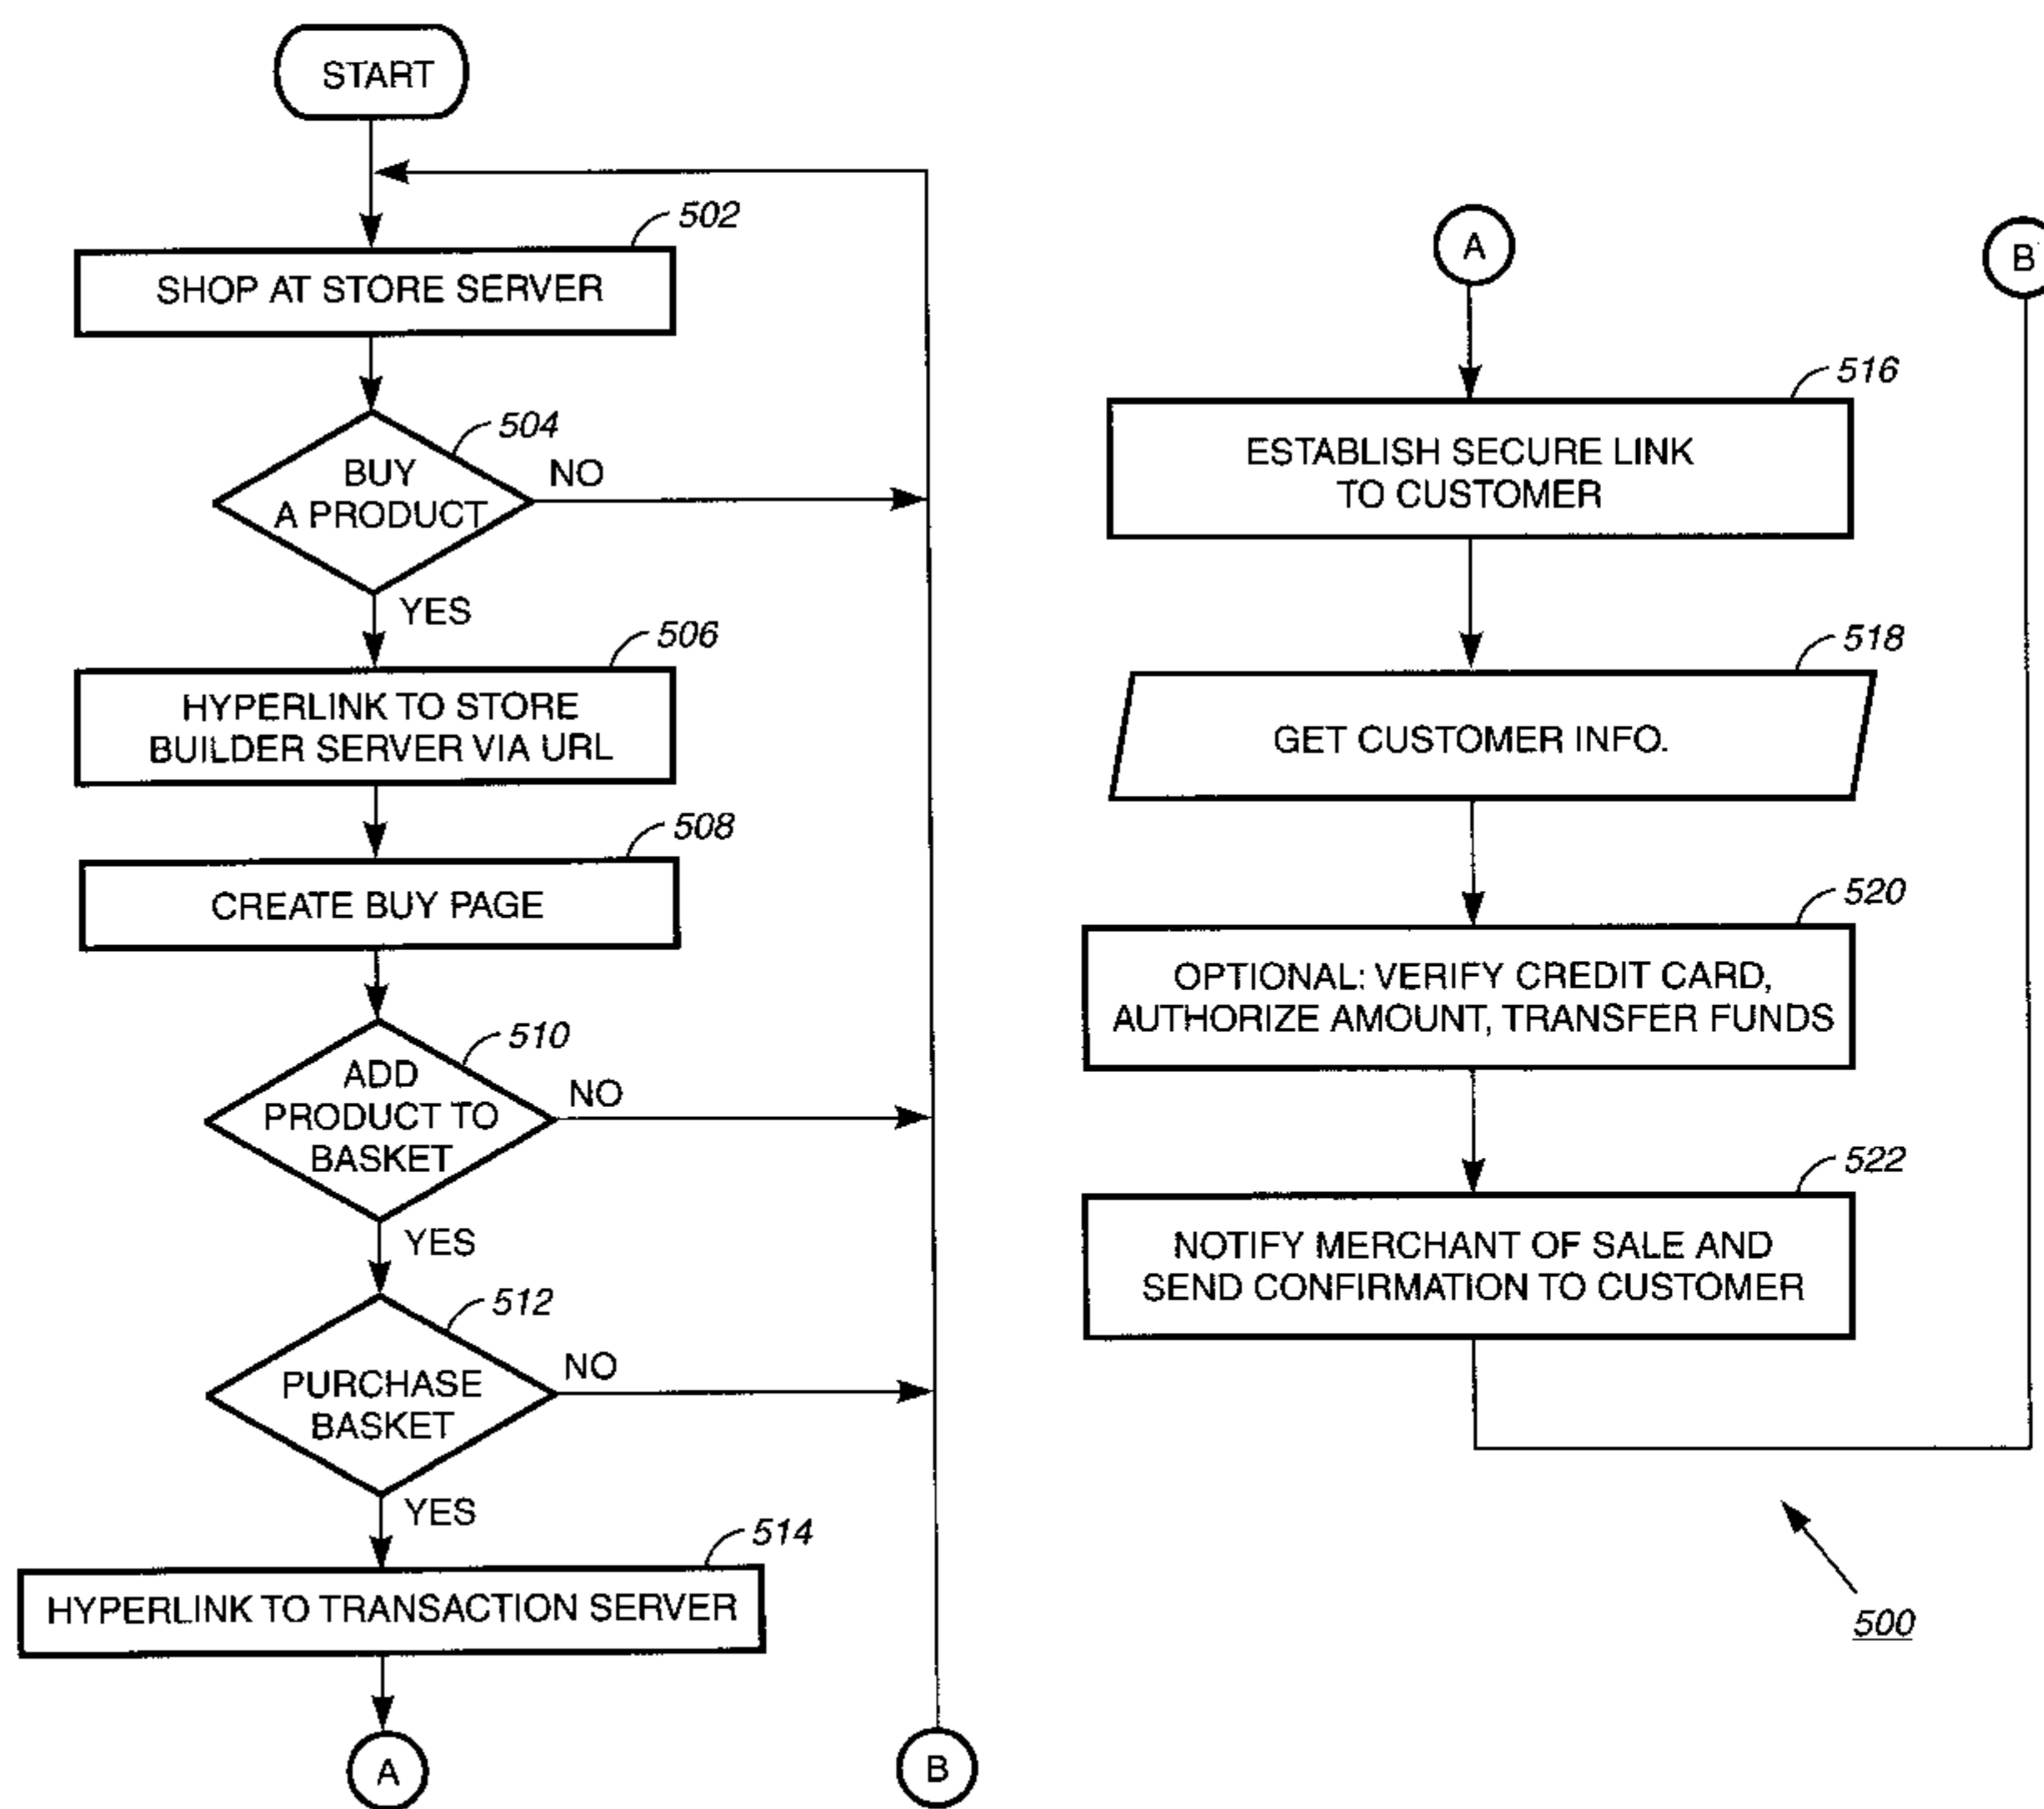 START
502
SHOP AT STORE SERVER
504
BUY
A PRODUCT
NO
YES
506
HYPERLINK TO STORE
BUILDER SERVER VIA URL
508
CREATE BUY PAGE
510
ADD
PRODUCT TO
BASKET
NO
YES
512
PURCHASE
BASKET
NO
YES
514
HYPERLINK TO TRANSACTION SERVER
A
B
A
B
516
ESTABLISH SECURE LINK
TO CUSTOMER
518
GET CUSTOMER INFO.
520
OPTIONAL: VERIFY CREDIT CARD,
AUTHORIZE AMOUNT, TRANSFER FUNDS
522
NOTIFY MERCHANT OF SALE AND
SEND CONFIRMATION TO CUSTOMER
500